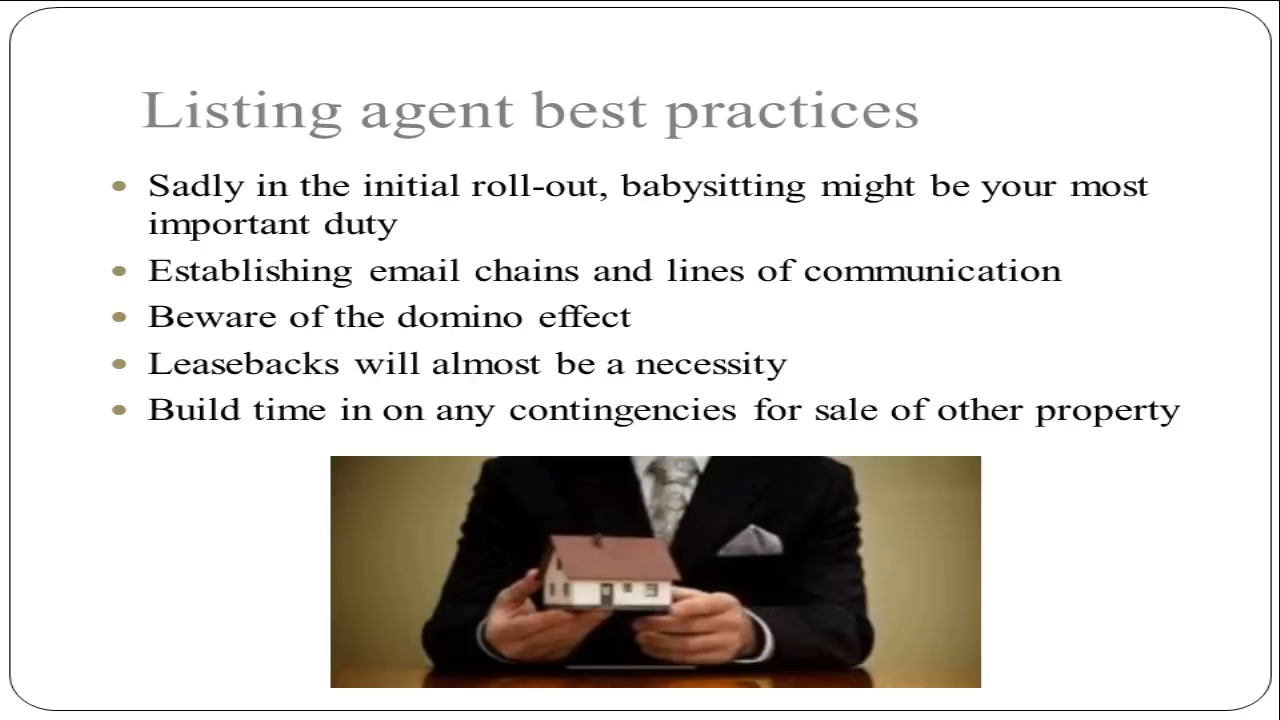 Listing agent best practices
Sadly in the initial roll-out, babysitting might be your most
important duty
Establishing email chains and lines of communication
Beware of the domino effect
Leasebacks will almost be a necessity
Build time in on any contingencies for sale of other property